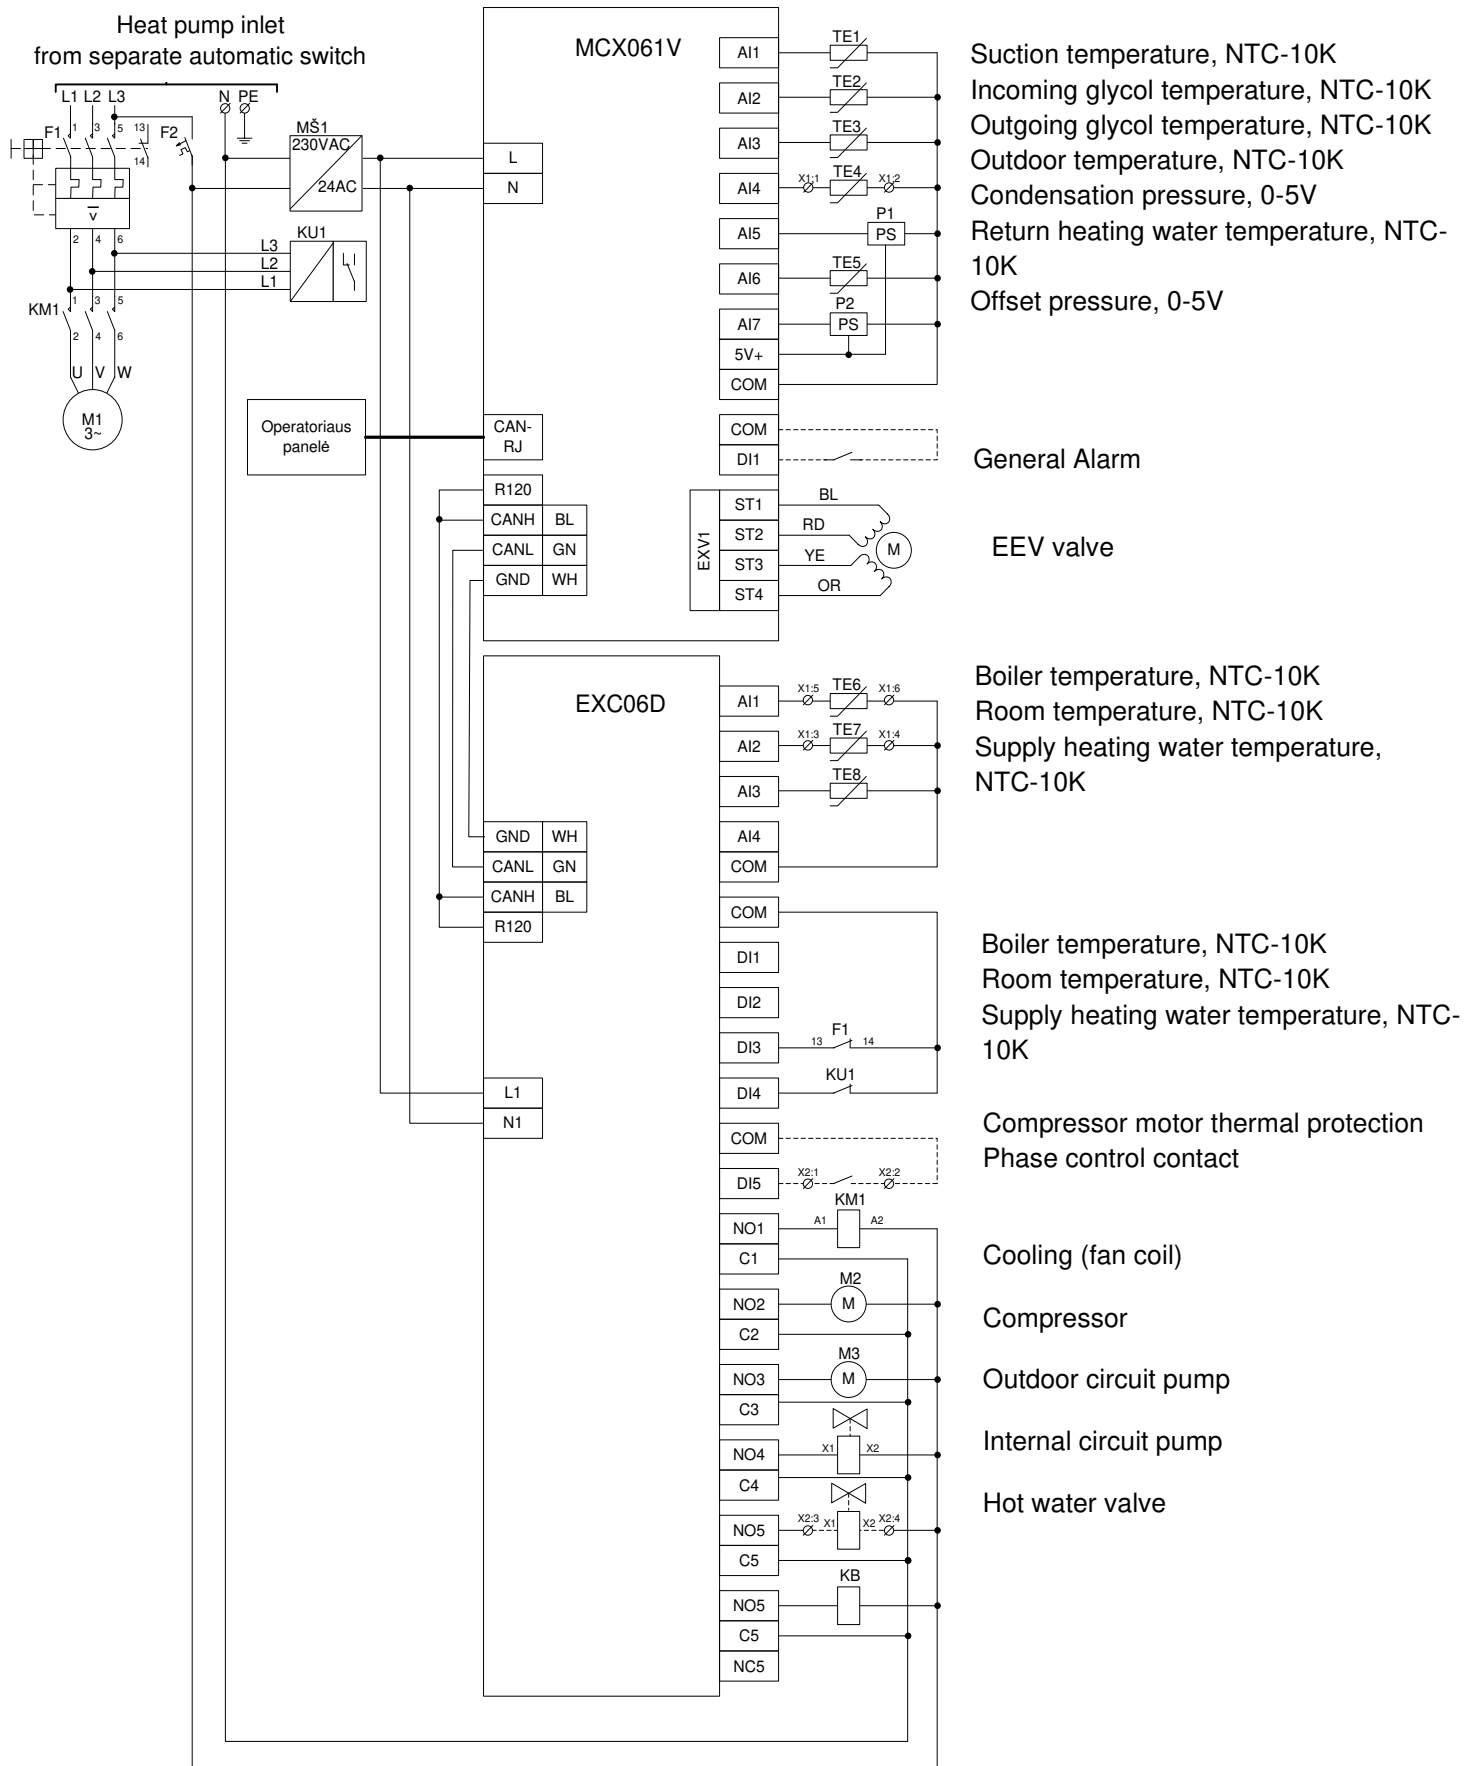 Heat pump inlet
from separate automatic switch
L1 L2 L3 N PE
F1 1 3 5 13 14 F2
MŠ1
230VAC
24AC
v
2 4 6
KU1
L3
L2
L1
KM1 1 3 5
2 4 6
U V W
M1
3~
Operatoriaus
panelė
MCX061V
L
N
CAN-
RJ
R120
CANH BL
CANL GN
GND WH
AI1 TE1
AI2 TE2
AI3 TE3
AI4 X1:1 TE4 X1:2
AI5 P1 PS
AI6 TE5
AI7 P2 PS
5V+
COM
COM
DI1
EXV1
ST1 BL
ST2 RD
ST3 YE
ST4 OR
M
Suction temperature, NTC-10K
Incoming glycol temperature, NTC-10K
Outgoing glycol temperature, NTC-10K
Outdoor temperature, NTC-10K
Condensation pressure, 0-5V
Return heating water temperature, NTC-
10K
Offset pressure, 0-5V
General Alarm
EEV valve
EXC06D
GND WH
CANL GN
CANH BL
R120
L1
N1
AI1 X1:5 TE6 X1:6
AI2 X1:3 TE7 X1:4
AI3 TE8
AI4
COM
COM
DI1
DI2
DI3 13 F1 14
DI4 KU1
COM
DI5 X2:1 X2:2
NO1 A1 KM1 A2
C1
NO2 M2 M
C2
NO3 M3 M
C3
NO4 X1 X2
C4
NO5 X2:3 X1 X2 X2:4
C5
NO5 KB
C5
NC5
Boiler temperature, NTC-10K
Room temperature, NTC-10K
Supply heating water temperature,
NTC-10K
Boiler temperature, NTC-10K
Room temperature, NTC-10K
Supply heating water temperature, NTC-
10K
Compressor motor thermal protection
Phase control contact
Cooling (fan coil)
Compressor
Outdoor circuit pump
Internal circuit pump
Hot water valve